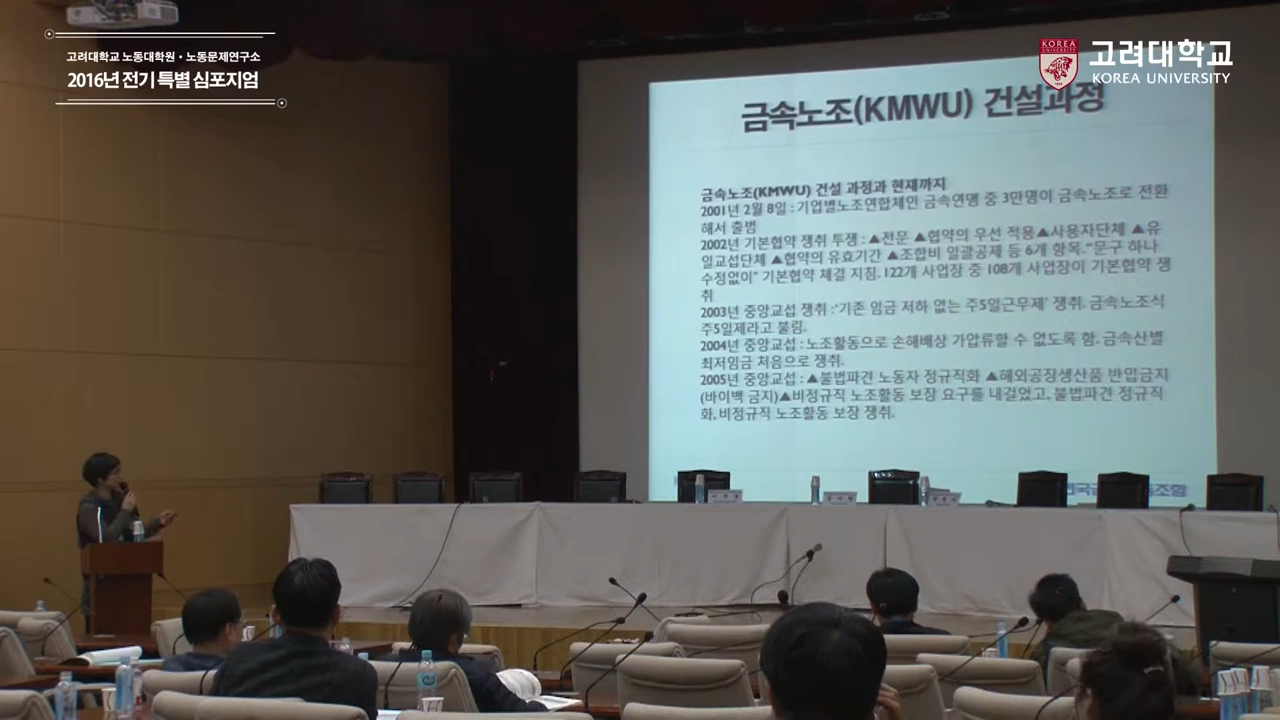 고려대학교 노동대학원 • 노동문제연구소
2016년 전기 특별 심포지엄
KOREA
UNIVERSITY
고려대학교
KOREA UNIVERSITY
금속노조(KMWU) 건설과정
금속노조(KMWU) 건설 과정과 현재까지
2001년 2월 8일 : 기업별노조연합체인 금속연맹 중 3만명이 금속노조로 전환
해서 출범
2002년 기본협약 쟁취 투쟁 : ▲전문 ▲협약의 우선 적용▲사용자단체 ▲유
일교섭단체 ▲협약의 유효기간 ▲조합비 일괄공제 등 6개 항목. “문구 하나
수정없이” 기본협약 체결 지침. 122개 사업장 중 108개 사업장이 기본협약 쟁
취
2003년 중앙교섭 쟁취 : ‘기존 임금 저하 없는 주5일근무제’ 쟁취. 금속노조식
주5일제라고 불림.
2004년 중앙교섭 : 노조활동으로 손해배상 가압류할 수 없도록 함. 금속산별
최저임금 처음으로 쟁취.
2005년 중앙교섭 : ▲불법파견 노동자 정규직화 ▲해외공장생산품 반입금지
(바이백 금지)▲비정규직 노조활동 보장 요구를 내걸었고, 불법파견 정규직
화, 비정규직 노조활동 보장 쟁취.